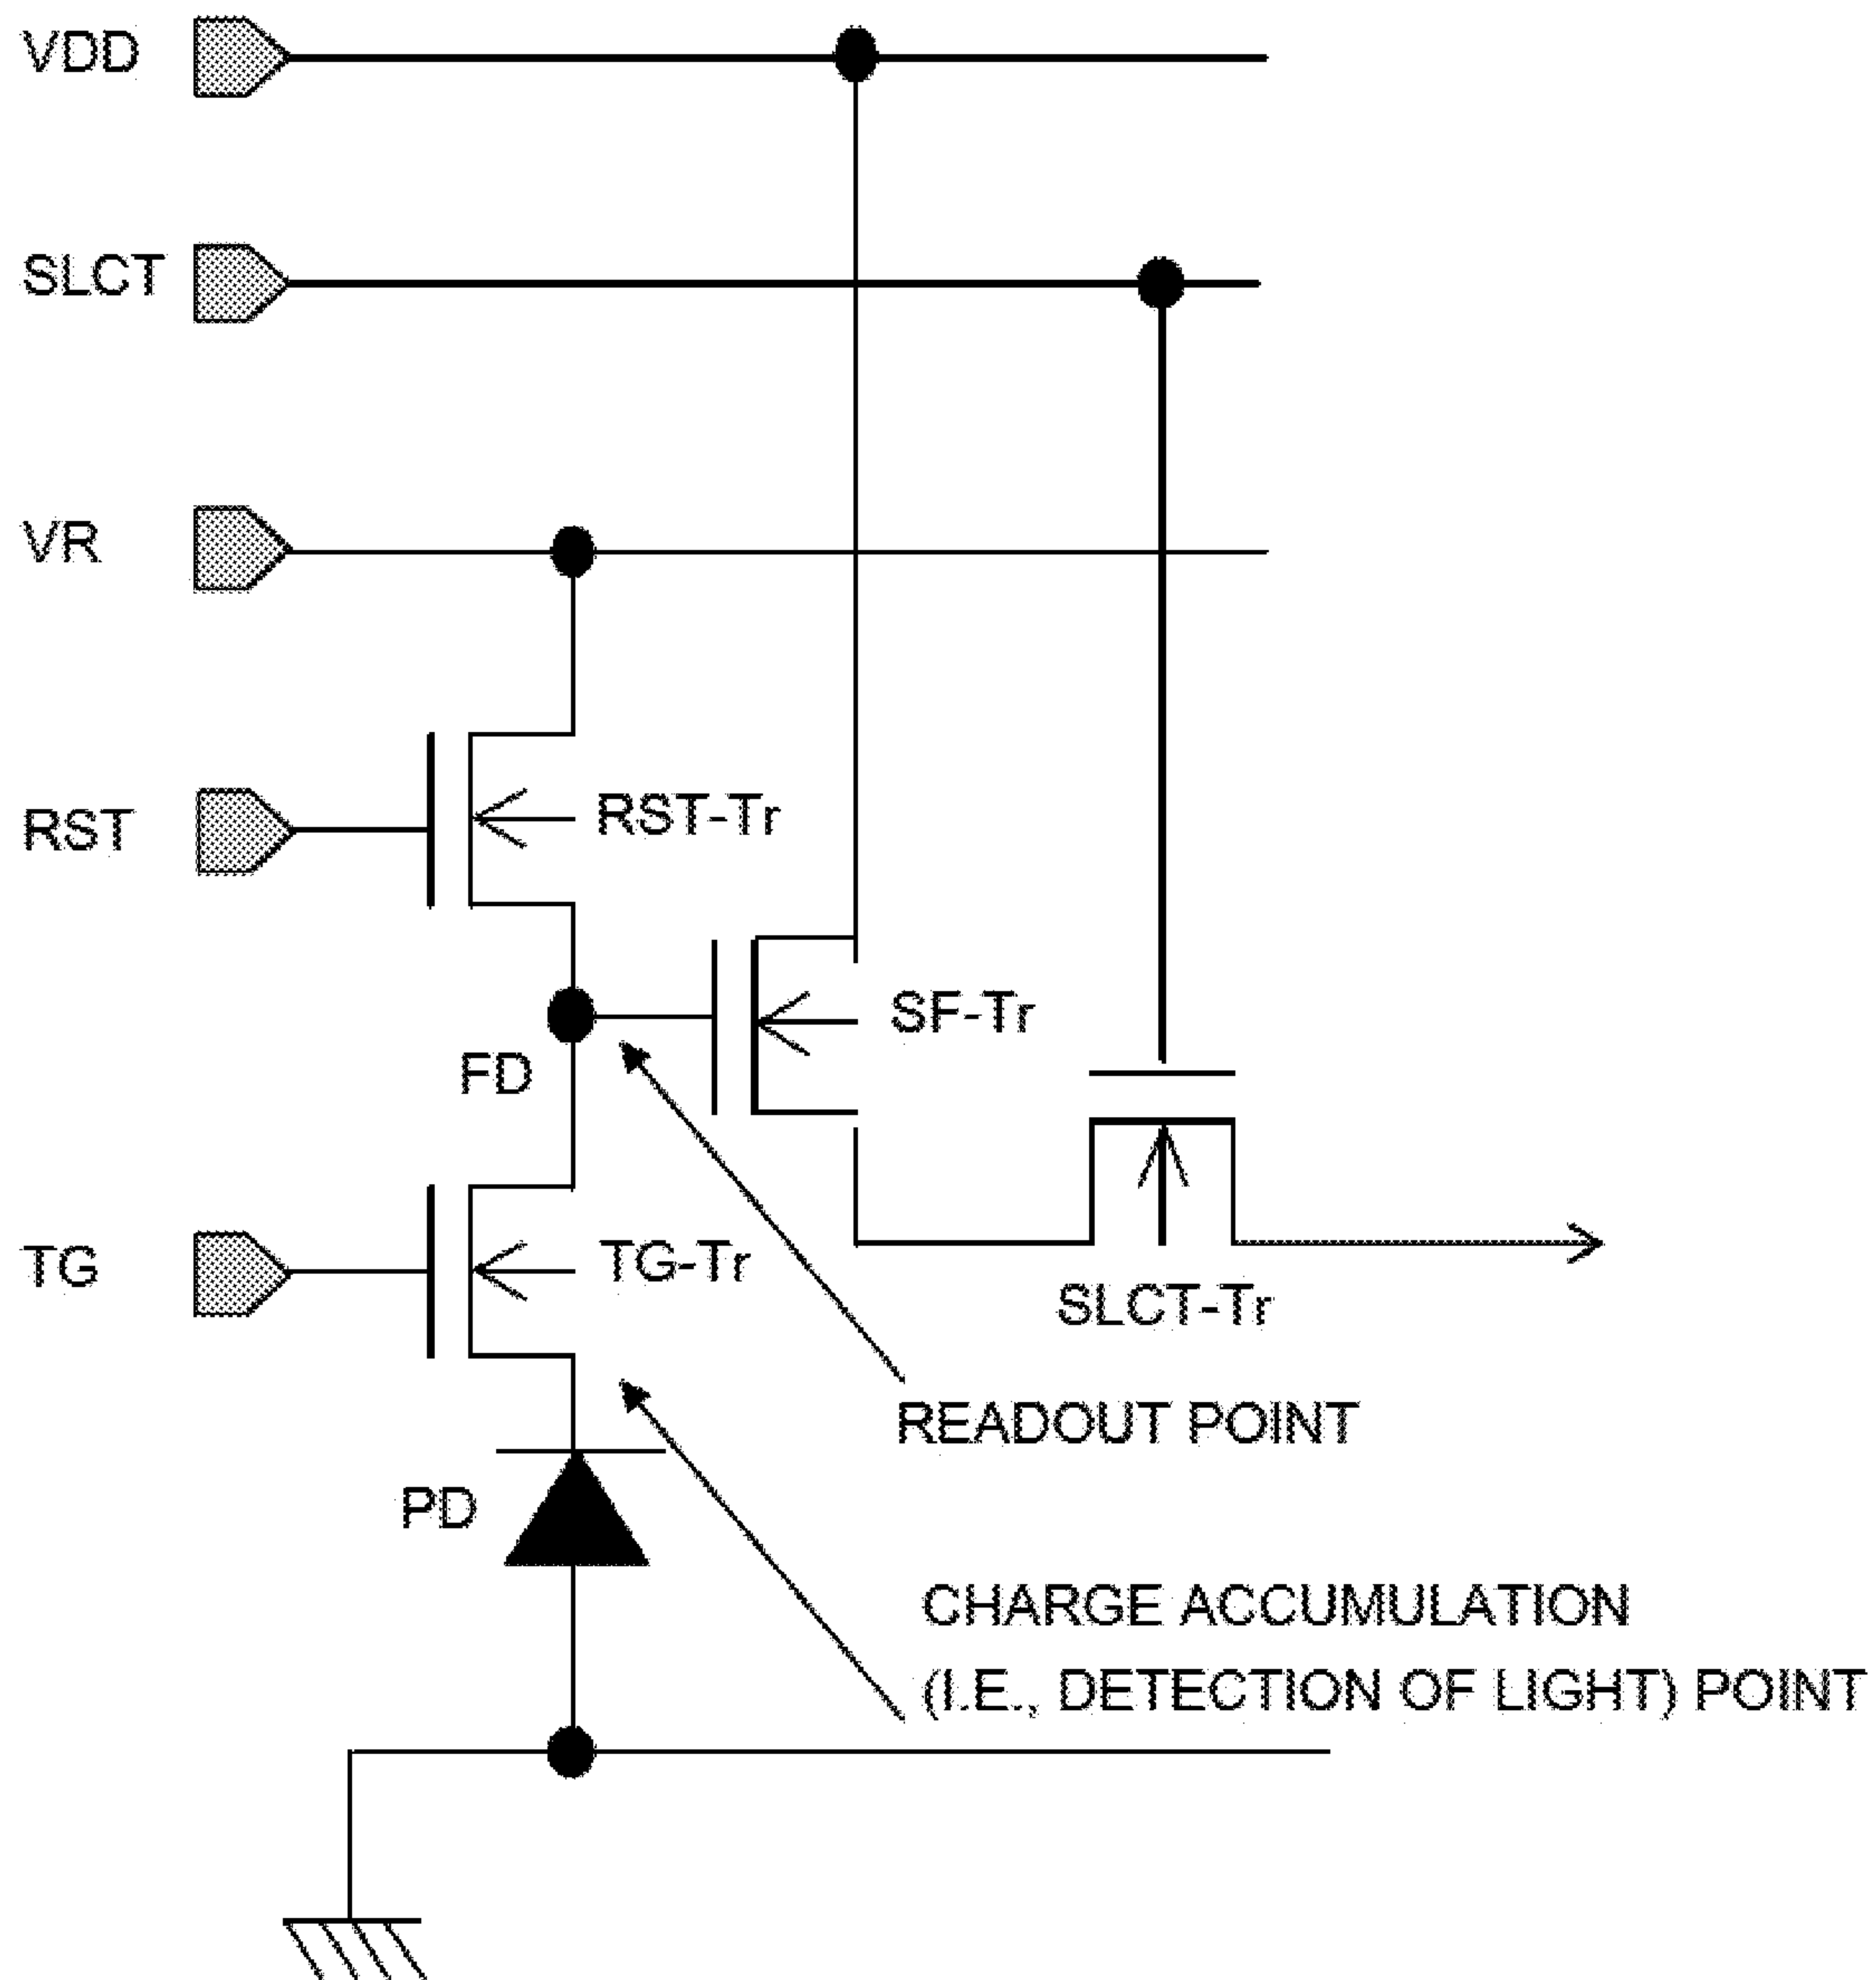 VDD
SLCT
VR
RST
RST-Tr
SF-Tr
FD
TG
TG-Tr
SLCT-Tr
READOUT POINT
PD
CHARGE ACCUMULATION
(I.E., DETECTION OF LIGHT) POINT